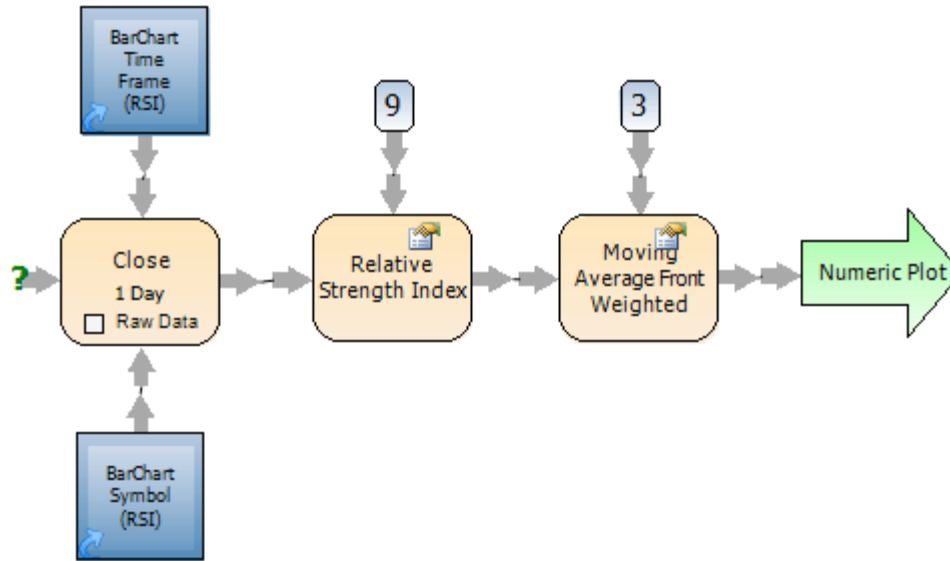 BarChart
Time
Frame
(RSI)
9
3
?
Close
1 Day
Raw Data
Relative
Strength Index
Moving
Average Front
Weighted
Numeric Plot
BarChart
Symbol
(RSI)